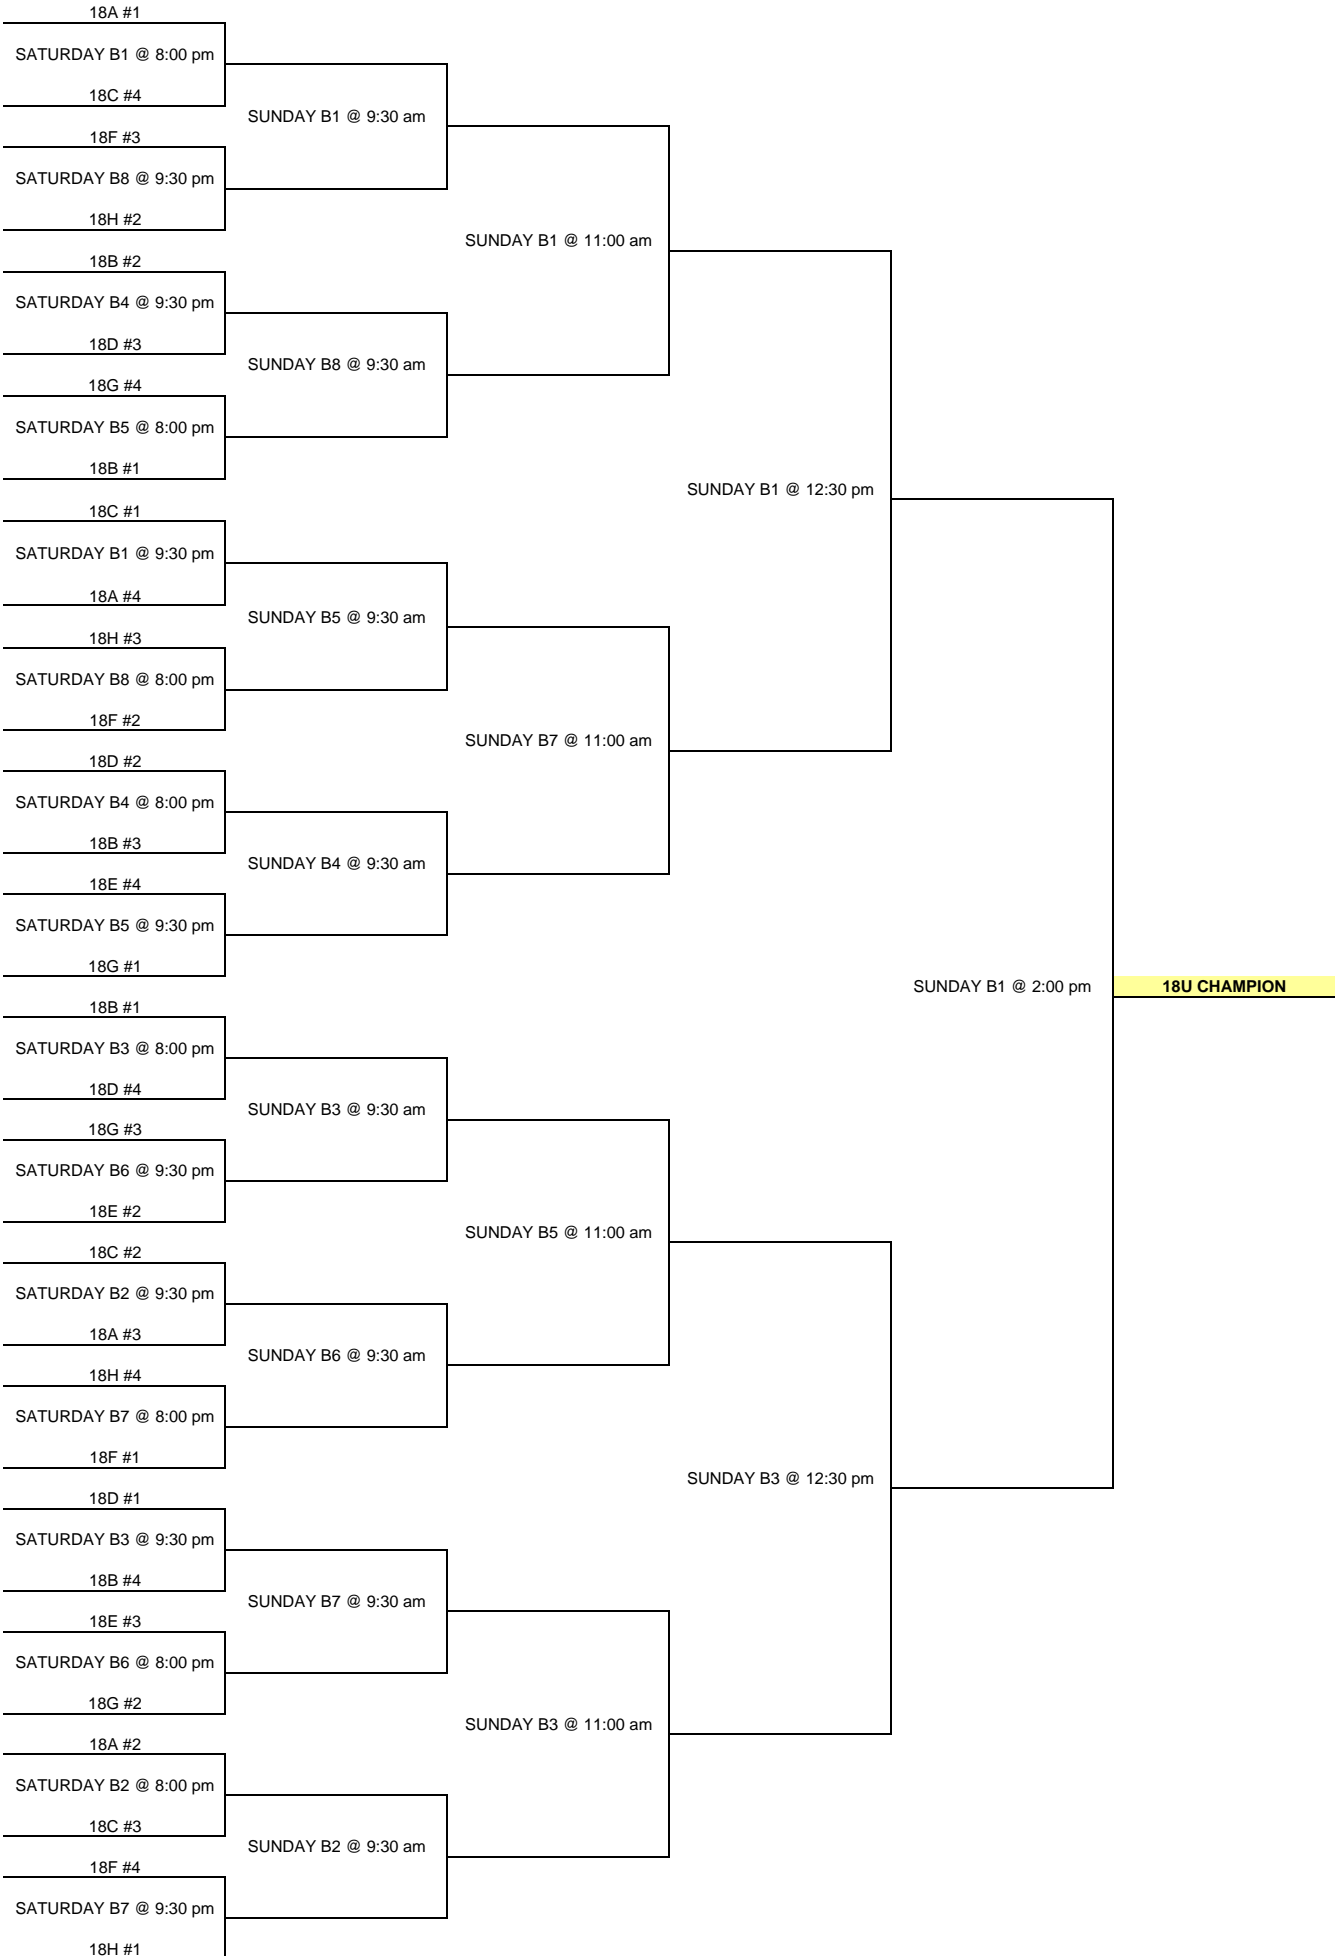 18A #1
SATURDAY B1 @ 8:00 pm
18C #4
SUNDAY B1 @ 9:30 am
18F #3
SATURDAY B8 @ 9:30 pm
18H #2
SUNDAY B1 @ 11:00 am
18B #2
SATURDAY B4 @ 9:30 pm
18D #3
SUNDAY B8 @ 9:30 am
18G #4
SATURDAY B5 @ 8:00 pm
18B #1
SUNDAY B1 @ 12:30 pm
18C #1
SATURDAY B1 @ 9:30 pm
18A #4
SUNDAY B5 @ 9:30 am
18H #3
SATURDAY B8 @ 8:00 pm
18F #2
SUNDAY B7 @ 11:00 am
18D #2
SATURDAY B4 @ 8:00 pm
18B #3
SUNDAY B4 @ 9:30 am
18E #4
SATURDAY B5 @ 9:30 pm
18G #1
SUNDAY B1 @ 2:00 pm
18U CHAMPION
18B #1
SATURDAY B3 @ 8:00 pm
18D #4
SUNDAY B3 @ 9:30 am
18G #3
SATURDAY B6 @ 9:30 pm
18E #2
SUNDAY B5 @ 11:00 am
18C #2
SATURDAY B2 @ 9:30 pm
18A #3
SUNDAY B6 @ 9:30 am
18H #4
SATURDAY B7 @ 8:00 pm
18F #1
SUNDAY B3 @ 12:30 pm
18D #1
SATURDAY B3 @ 9:30 pm
18B #4
SUNDAY B7 @ 9:30 am
18E #3
SATURDAY B6 @ 8:00 pm
18G #2
SUNDAY B3 @ 11:00 am
18A #2
SATURDAY B2 @ 8:00 pm
18C #3
SUNDAY B2 @ 9:30 am
18F #4
SATURDAY B7 @ 9:30 pm
18H #1